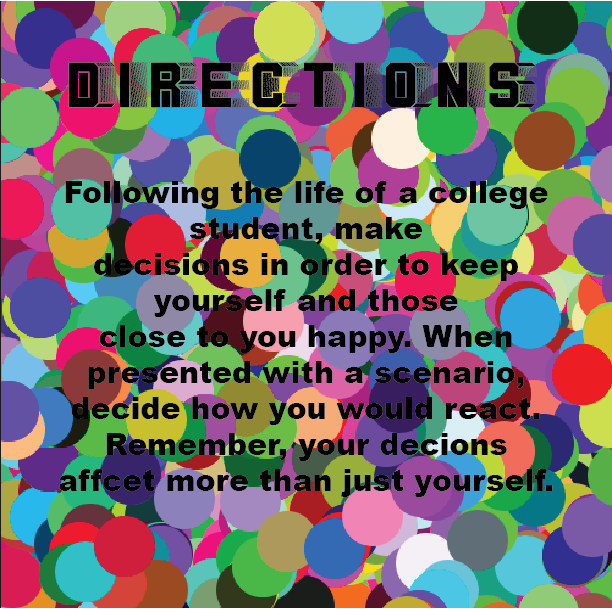 DIRECTIONS
Following the life of a college
student, make
decisions in order to keep
yourself and those
close to you happy. When
presented with a scenario,
decide how you would react.
Remember, your decions
affcet more than just yourself.